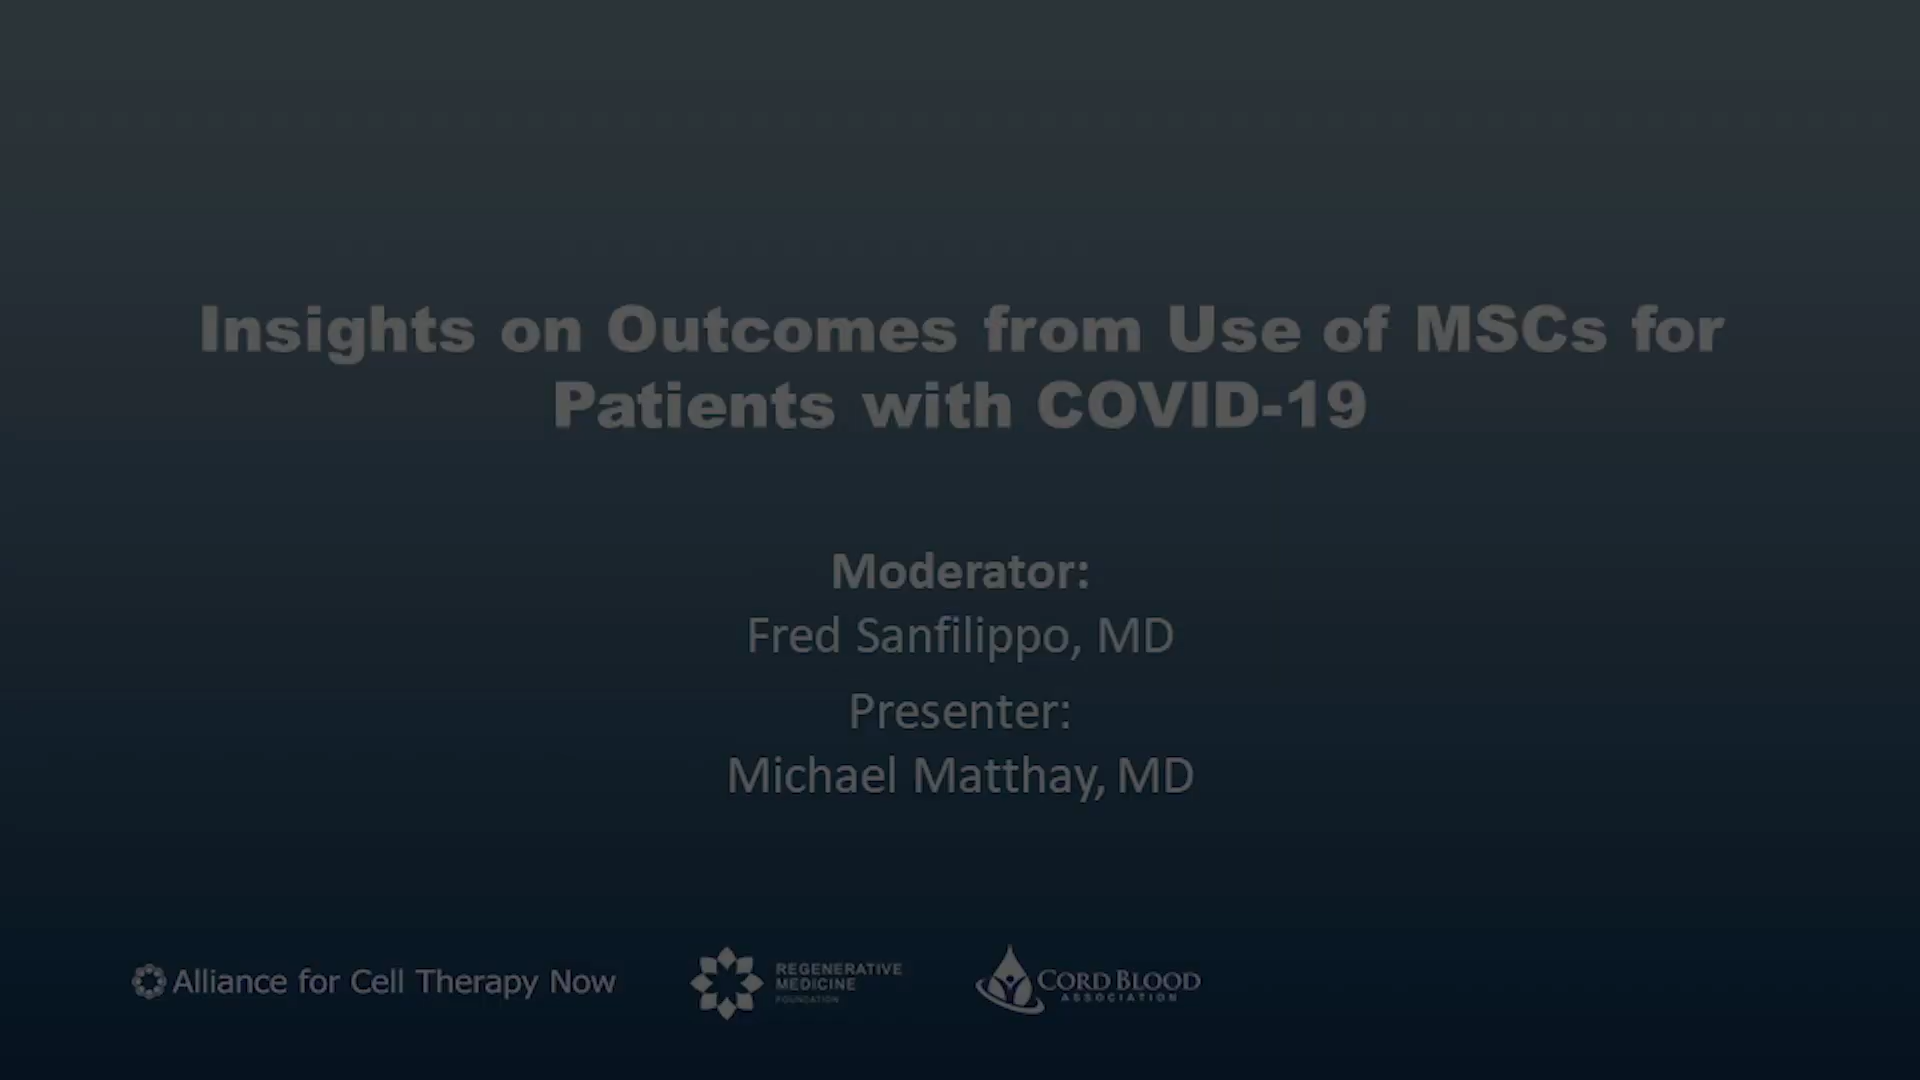 Insights on Outcomes from Use of MSCs for
Patients with COVID-19
Moderator:
Fred Sanfilippo, MD
Presenter:
Michael Matthay, MD
Alliance for Cell Therapy Now
REGENERATIVE
MEDICINE
FOUNDATION
CORD BLOOD
ASSOCIATION